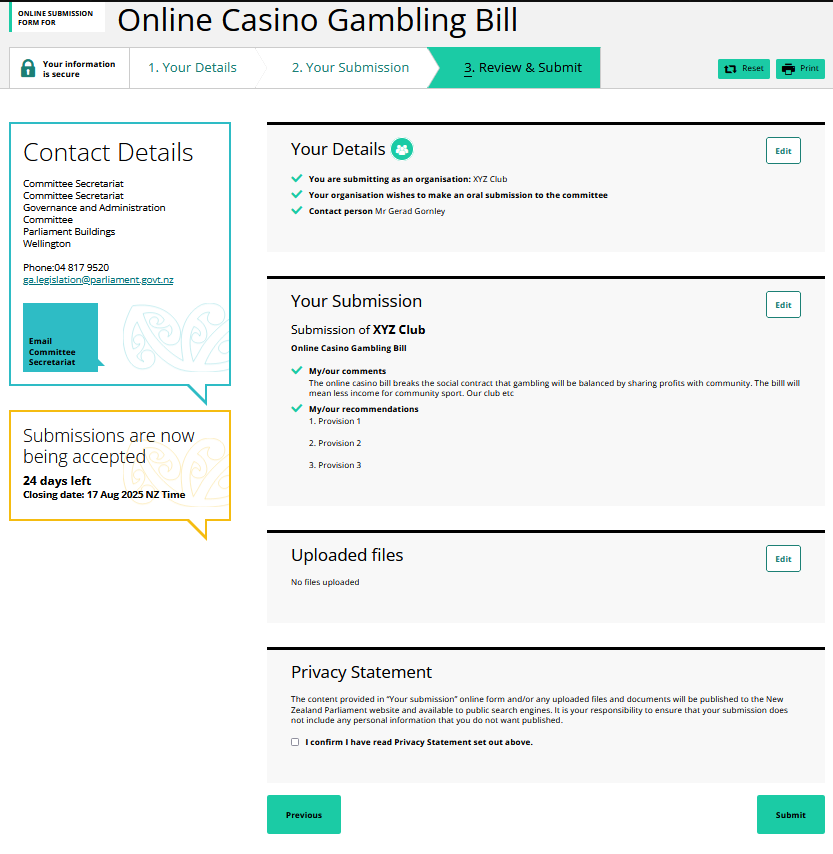 ONLINE SUBMISSION
FORM FOR
Online Casino Gambling Bill
Your information
is secure
1. Your Details
2. Your Submission
3. Review & Submit
Reset
Print
Contact Details
Committee Secretariat
Committee Secretariat
Governance and Administration
Committee
Parliament Buildings
Wellington
Phone:04 817 9520
ga.legislation@parliament.govt.nz
Email
Committee
Secretariat
Submissions are now
being accepted
24 days left
Closing date: 17 Aug 2025 NZ Time
Your Details
Edit
You are submitting as an organisation: XYZ Club
Your organisation wishes to make an oral submission to the committee
Contact person Mr Gerad Gornley
Your Submission
Edit
Submission of XYZ Club
Online Casino Gambling Bill
My/our comments
The online casino bill breaks the social contract that gambling will be balanced by sharing profits with community. The billl will
mean less income for community sport. Our club etc
My/our recommendations
1. Provision 1
2. Provision 2
3. Provision 3
Uploaded files
Edit
No files uploaded
Privacy Statement
The content provided in “Your submission” online form and/or any uploaded files and documents will be published to the New
Zealand Parliament website and available to public search engines. It is your responsibility to ensure that your submission does
not include any personal information that you do not want published.
I confirm I have read Privacy Statement set out above.
Previous
Submit